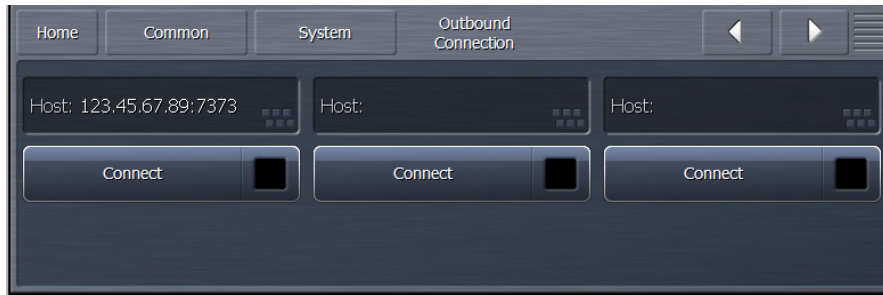 Home
Common
System
Outbound
Connection
Host: 123.45.67.89:7373
Host:
Host:
Connect
Connect
Connect